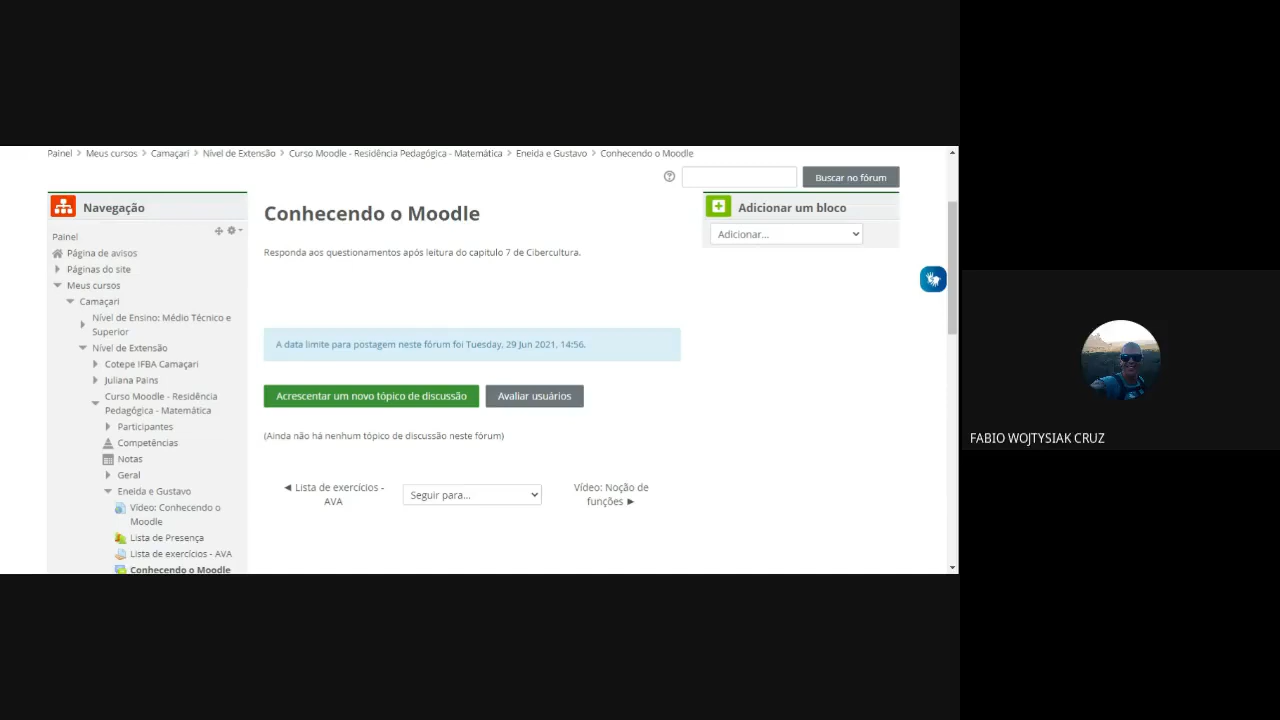 Painel > Meus cursos > Camaçari > Nível de Extensão > Curso Moodle - Residência Pedagógica - Matemática > Eneida e Gustavo > Conhecendo o Moodle
Buscar no fórum
Navegação
Painel
Página de avisos
Páginas do site
Meus cursos
Camaçari
Nível de Ensino: Médio Técnico e
Superior
Nível de Extensão
Cotepe IFBA Camaçari
Juliana Pains
Curso Moodle - Residência
Pedagógica - Matemática
Participantes
Competências
Notas
Geral
Eneida e Gustavo
Vídeo: Conhecendo o
Moodle
Lista de Presença
Lista de exercícios - AVA
Conhecendo o Moodle
Conhecendo o Moodle
Responda aos questionamentos após leitura do capitulo 7 de Cibercultura.
A data limite para postagem neste fórum foi Tuesday, 29 Jun 2021, 14:56.
Acrescentar um novo tópico de discussão
Avaliar usuários
(Ainda não há nenhum tópico de discussão neste fórum)
◄ Lista de exercícios -
AVA
Seguir para...
Vídeo: Noção de
funções ►
Adicionar um bloco
Adicionar...
FABIO WOJTYSIAK CRUZ